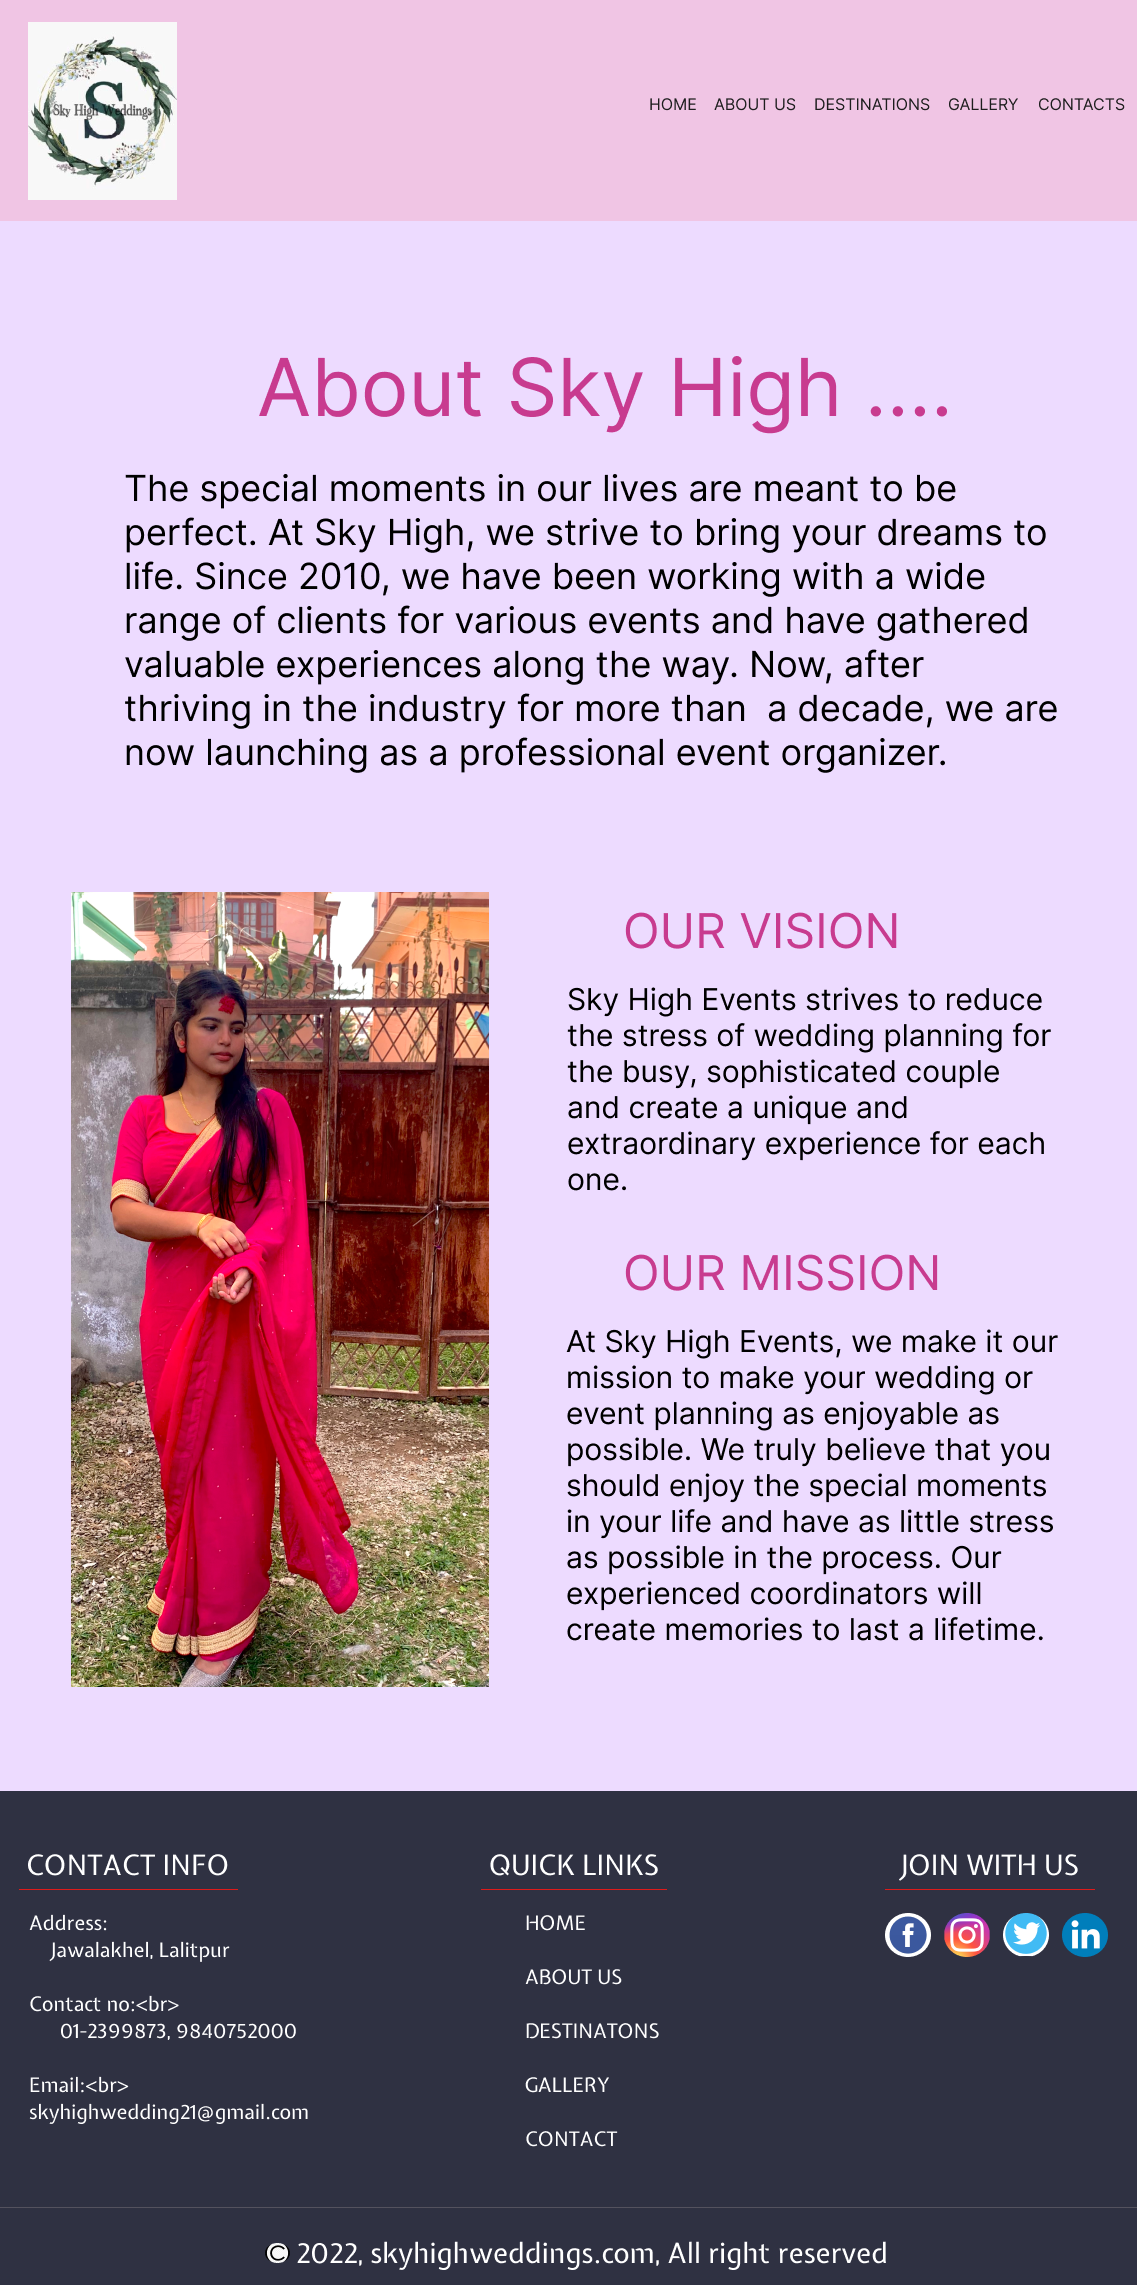 S
Sky High Weddings
HOME ABOUT US DESTINATIONS GALLERY CONTACTS
About Sky High ....
The special moments in our lives are meant to be
perfect. At Sky High, we strive to bring your dreams to
life. Since 2010, we have been working with a wide
range of clients for various events and have gathered
valuable experiences along the way. Now, after
thriving in the industry for more than  a decade, we are
now launching as a professional event organizer.
OUR VISION
Sky High Events strives to reduce
the stress of wedding planning for
the busy, sophisticated couple
and create a unique and
extraordinary experience for each
one.
OUR MISSION
At Sky High Events, we make it our
mission to make your wedding or
event planning as enjoyable as
possible. We truly believe that you
should enjoy the special moments
in your life and have as little stress
as possible in the process. Our
experienced coordinators will
create memories to last a lifetime.
CONTACT INFO
Address:
Jawalakhel, Lalitpur
Contact no:<br>
01-2399873, 9840752000
Email:<br>
skyhighwedding21@gmail.com
QUICK LINKS
HOME
ABOUT US
DESTINATONS
GALLERY
CONTACT
JOIN WITH US
f
in
© 2022, skyhighweddings.com, All right reserved